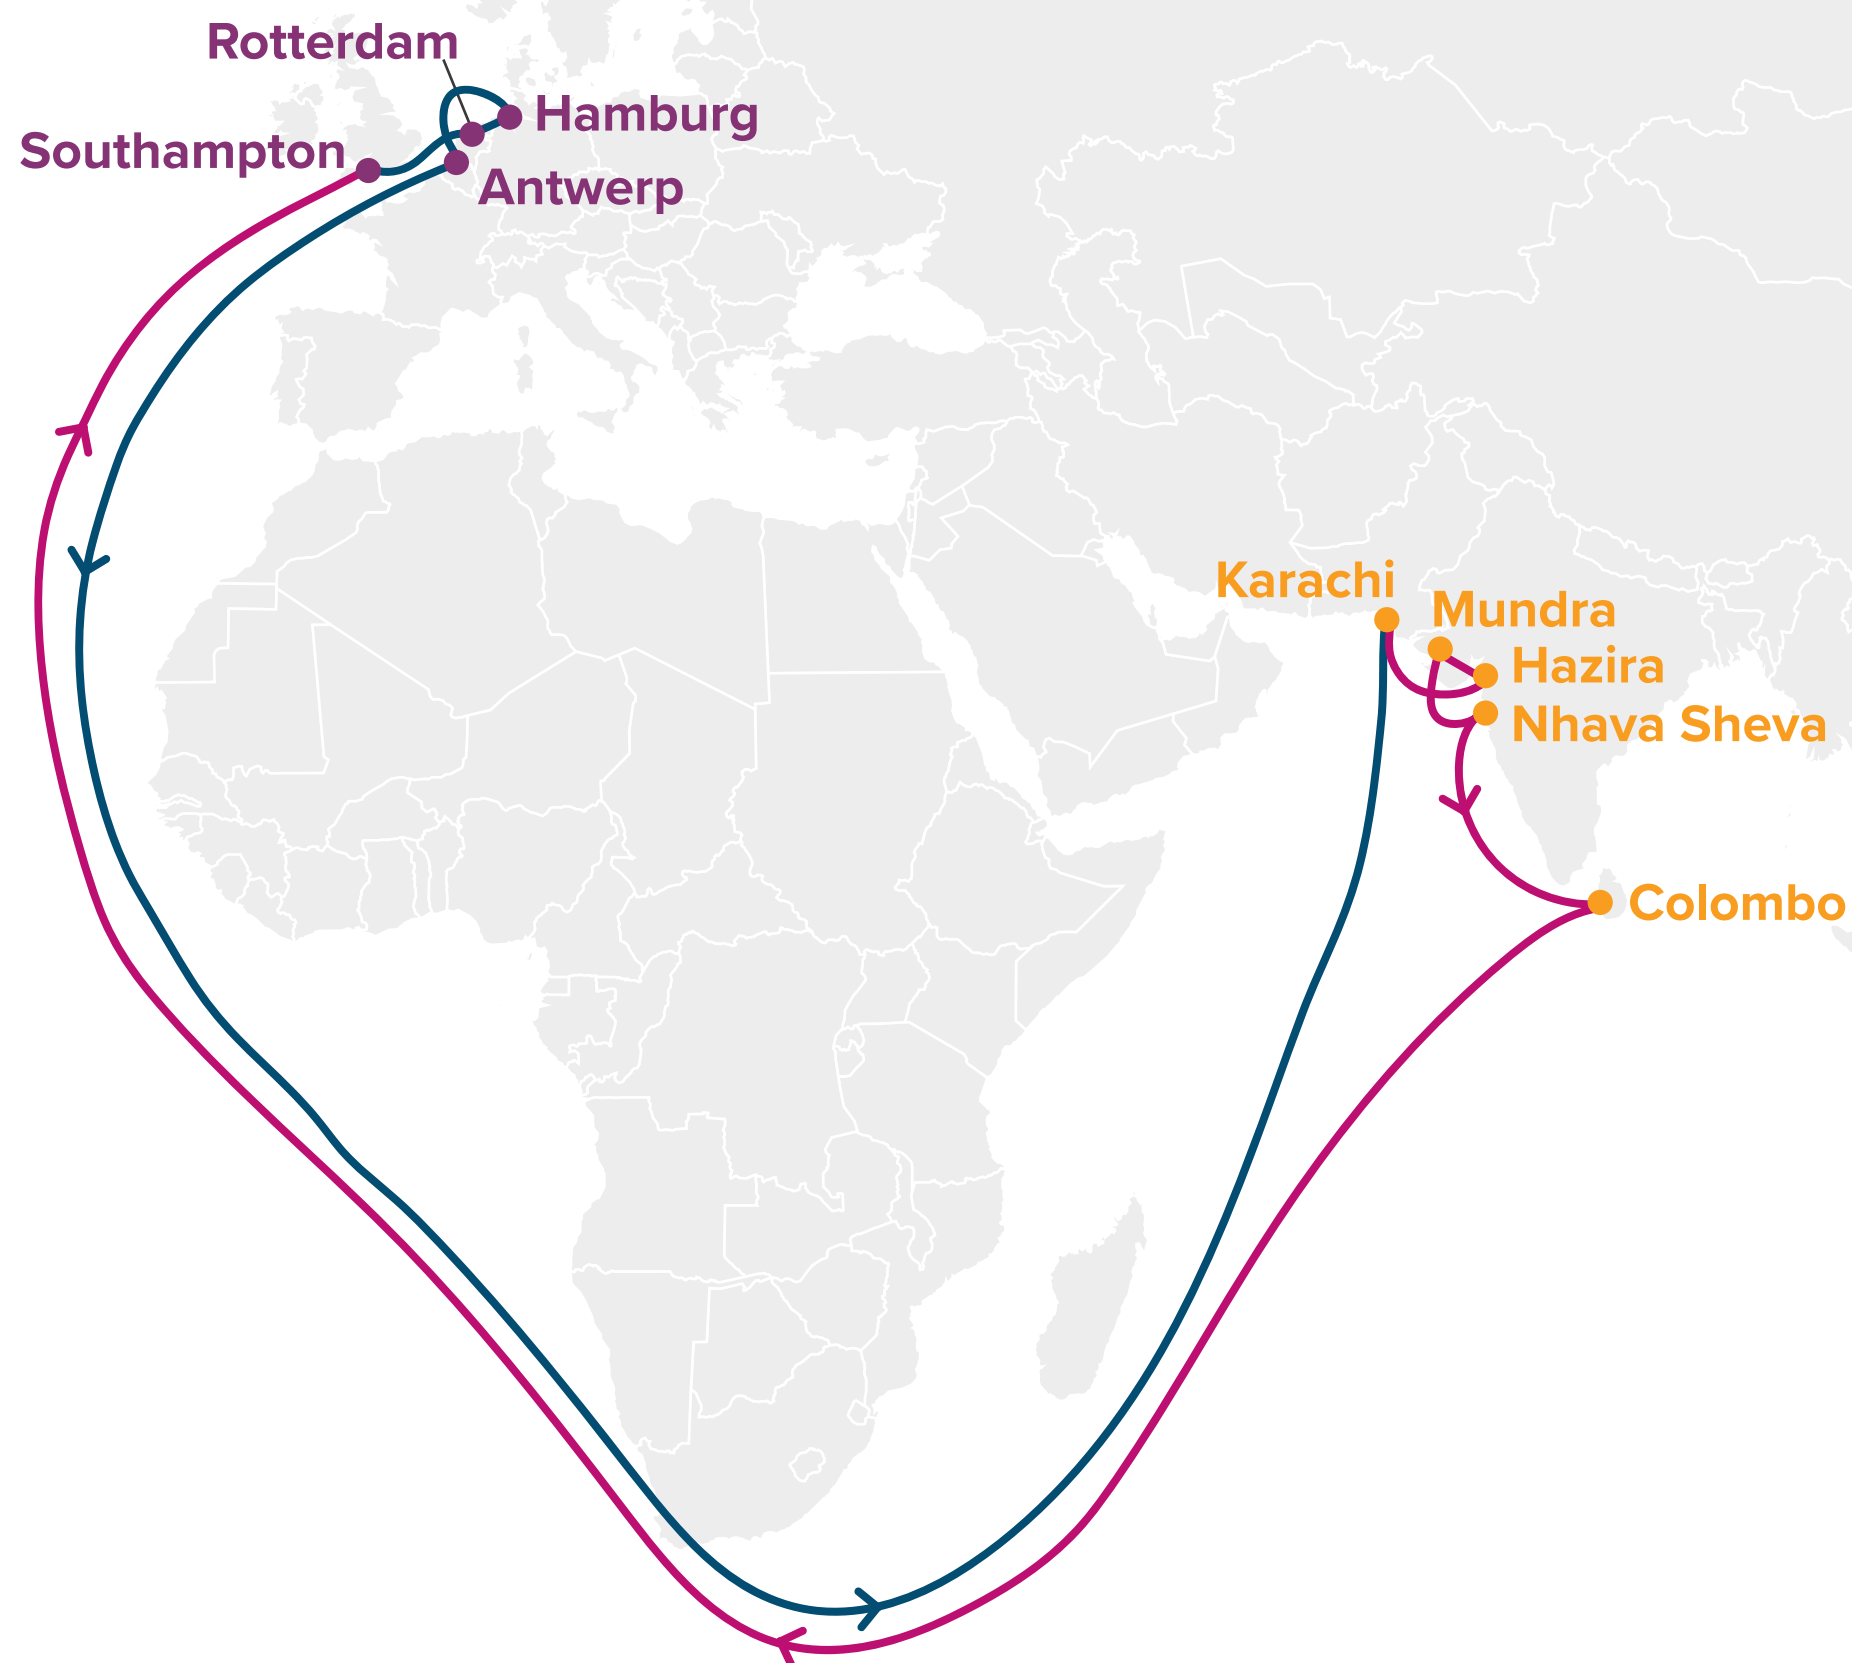 Rotterdam
Hamburg
Southampton
Antwerp
Karachi
Mundra
Hazira
Nhava Sheva
Colombo